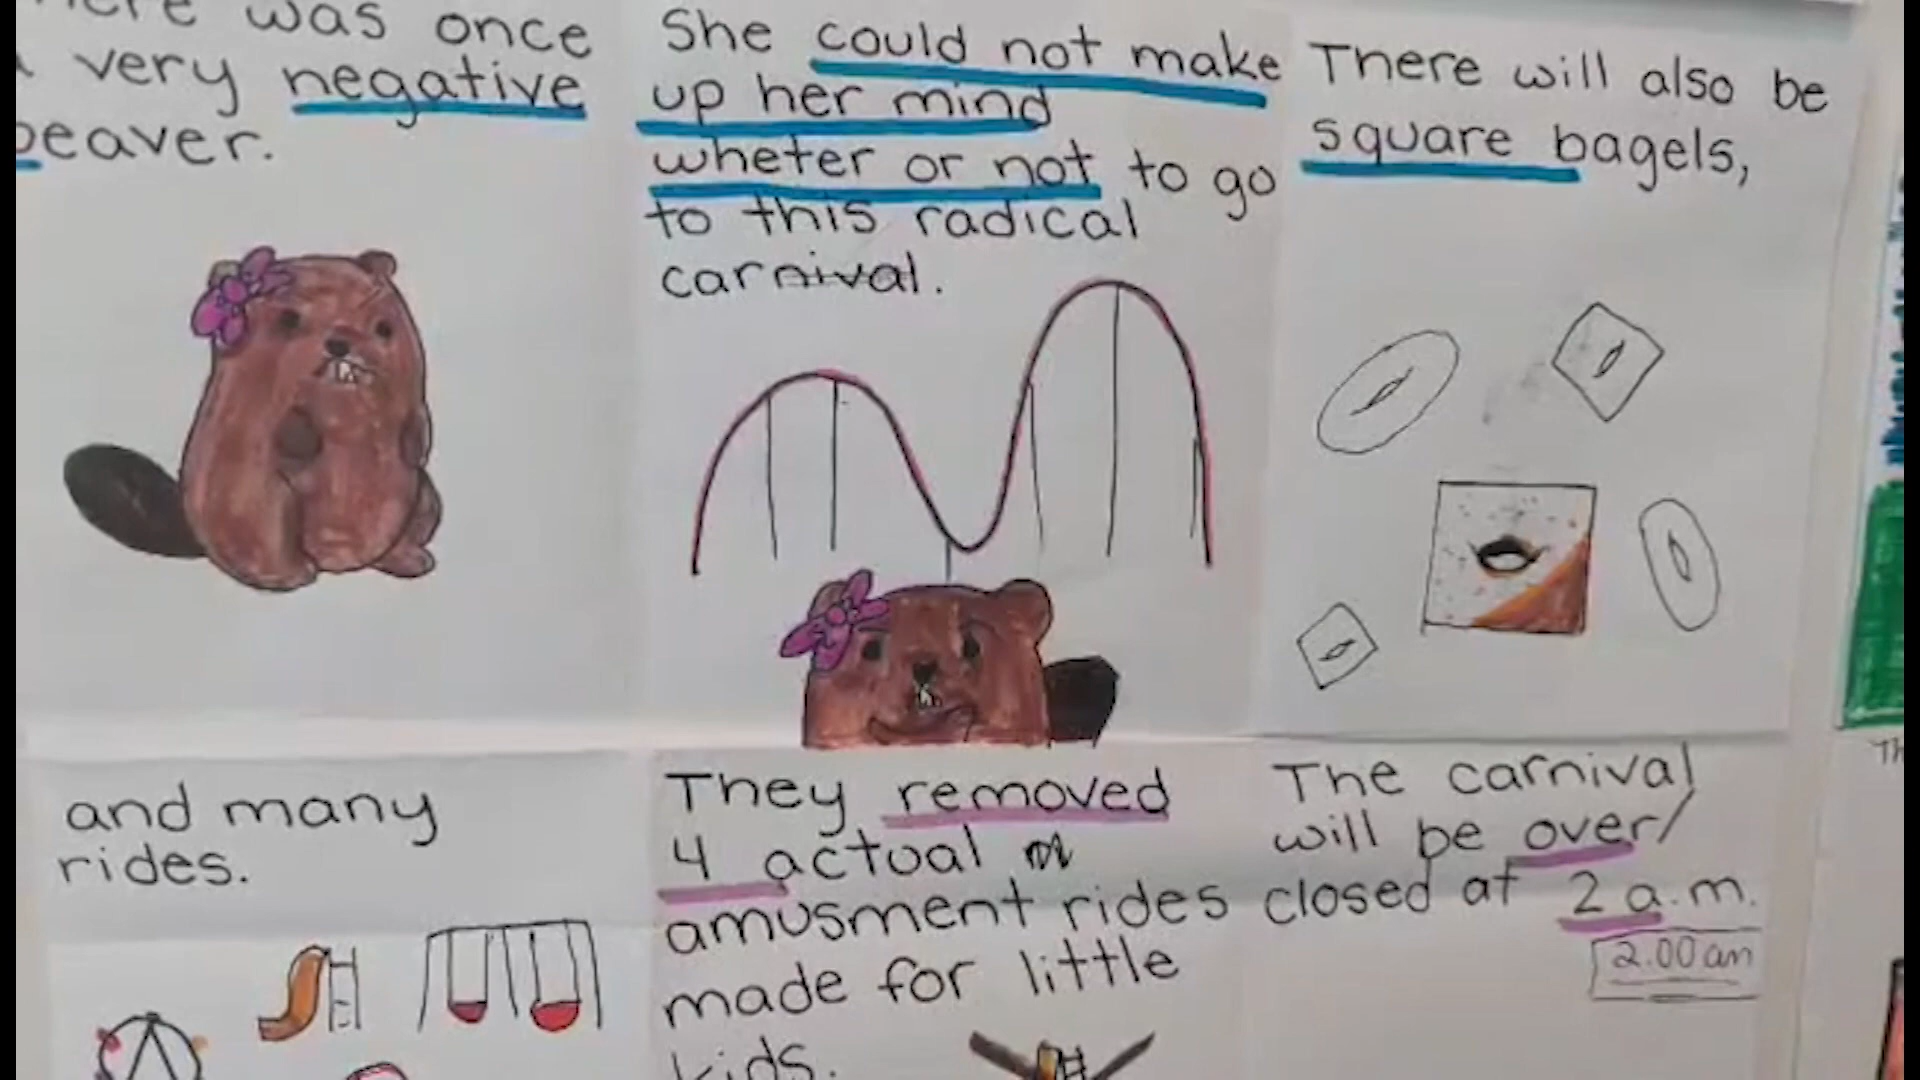 was once
very negative
beaver.
She could not make
up her mind
wheter or not to go
to this radical
carnival.
There will also be
square bagels,
and many
rides.
They removed
4 actual
amusment rides
made for little
kids.
The carnival
will be over/
closed at 2 a.m.
2.00 am
Th